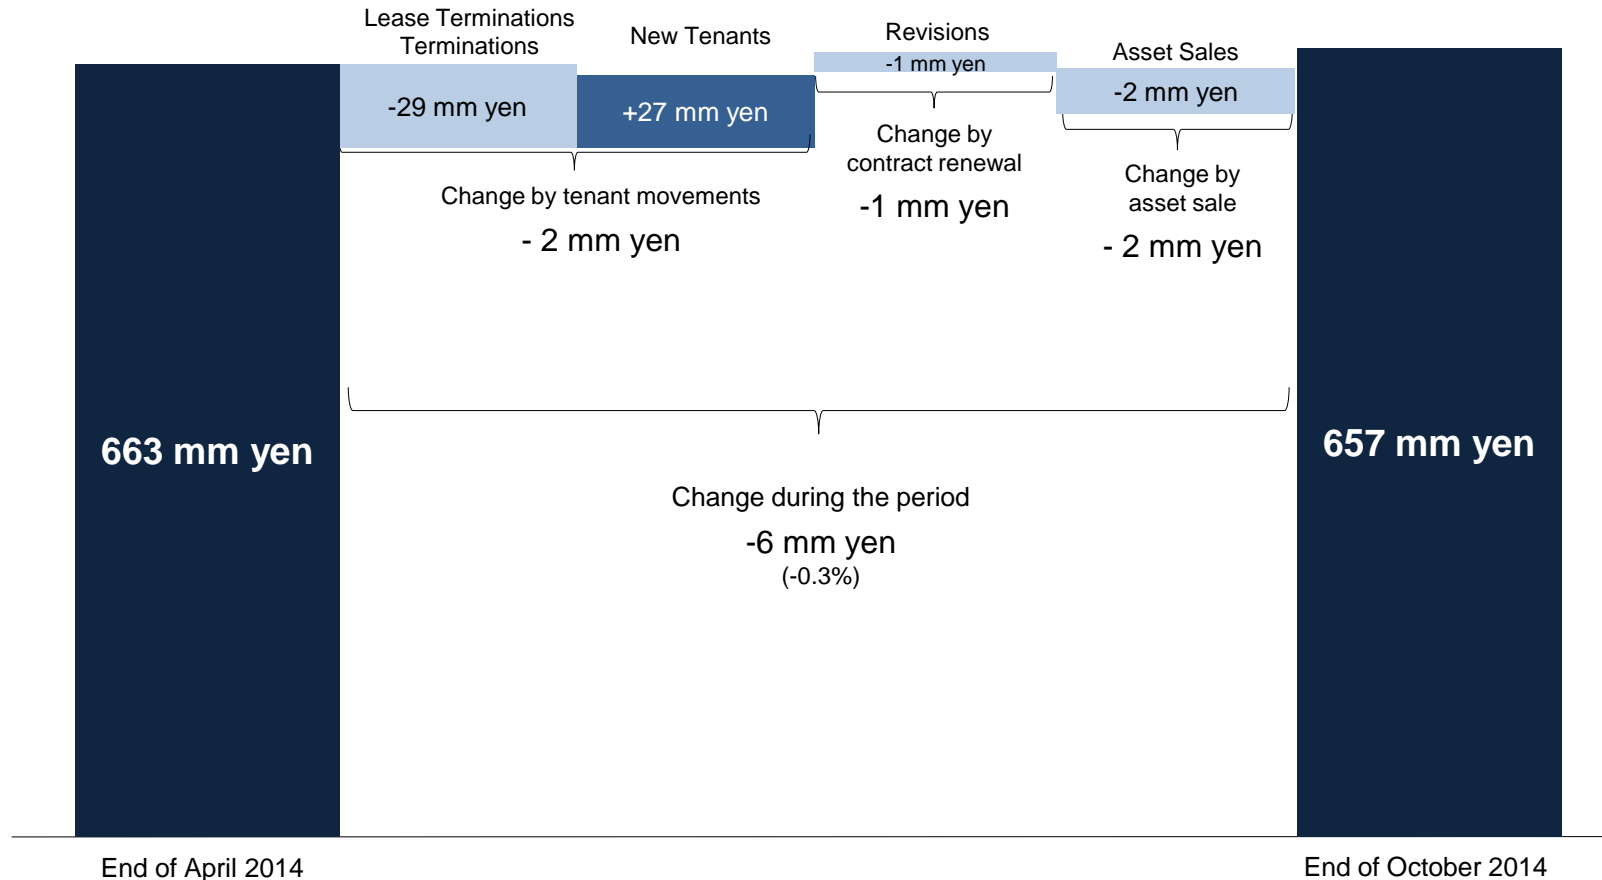 Lease Terminations
Terminations
New Tenants
Revisions
Asset Sales
-29 mm yen
+27 mm yen
-1 mm yen
-2 mm yen
Change by tenant movements
- 2 mm yen
Change by
contract renewal
-1 mm yen
Change by
asset sale
- 2 mm yen
663 mm yen
657 mm yen
Change during the period
-6 mm yen
(-0.3%)
End of April 2014
End of October 2014